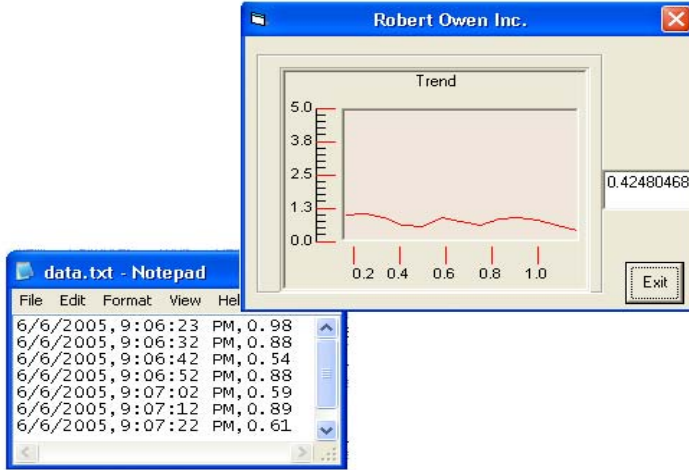 Robert Owen Inc.
Trend
5.0
3.8
2.5
1.3
0.0
0.2 0.4 0.6 0.8 1.0
0.42480468
Exit
data.txt - Notepad
File Edit Format View Hel
6/6/2005,9:06:23 PM,0.98
6/6/2005,9:06:32 PM,0.88
6/6/2005,9:06:42 PM,0.54
6/6/2005,9:06:52 PM,0.88
6/6/2005,9:07:02 PM,0.59
6/6/2005,9:07:12 PM,0.89
6/6/2005,9:07:22 PM,0.61